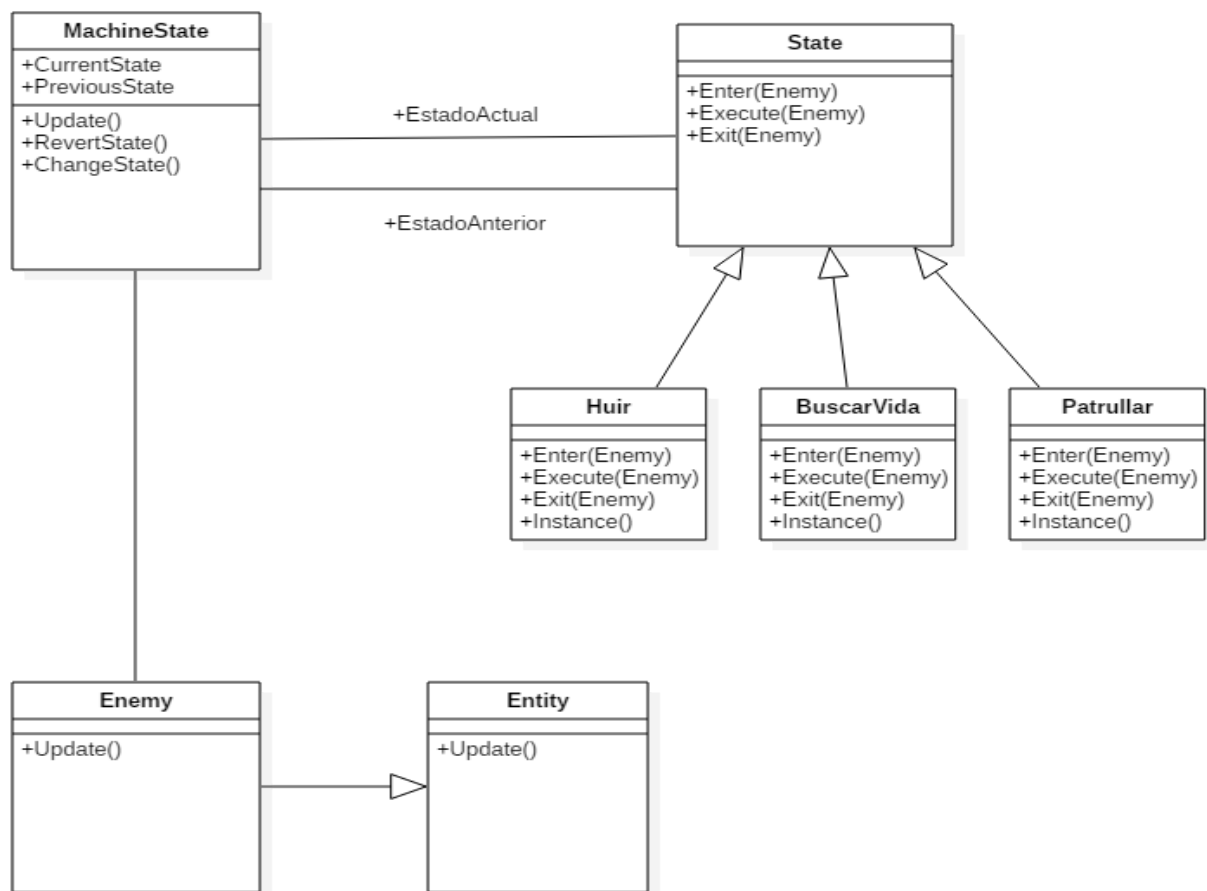 MachineState
+CurrentState
+PreviousState
+Update()
+RevertState()
+ChangeState()
+EstadoActual
+EstadoAnterior
State
+Enter(Enemy)
+Execute(Enemy)
+Exit(Enemy)
Huir
+Enter(Enemy)
+Execute(Enemy)
+Exit(Enemy)
+Instance()
BuscarVida
+Enter(Enemy)
+Execute(Enemy)
+Exit(Enemy)
+Instance()
Patrullar
+Enter(Enemy)
+Execute(Enemy)
+Exit(Enemy)
+Instance()
Enemy
+Update()
Entity
+Update()